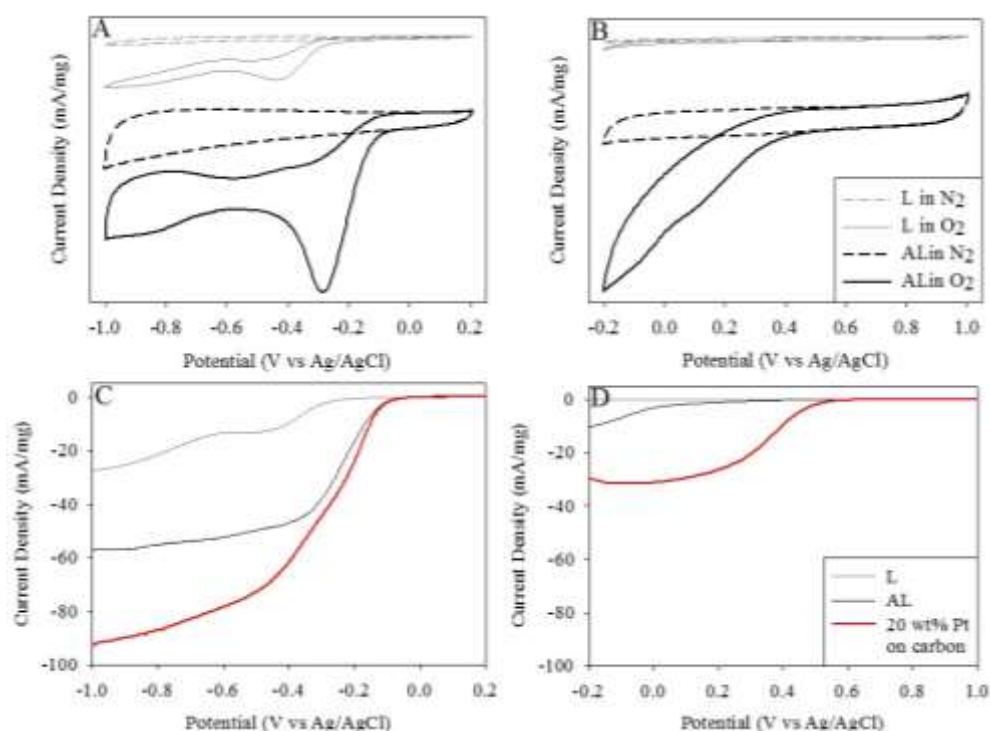 A
B
Current Density (mA/mg)
Current Density (mA/mg)
L in N2
L in O2
ALin N2
ALin O2
-1.0 -0.8 -0.6 -0.4 -0.2 0.0 0.2
-0.2 0.0 0.2 0.4 0.6 0.8 1.0
Potential (V vs Ag/AgCl)
Potential (V vs Ag/AgCl)
C
D
Current Density (mA/mg)
0
-20
-40
-60
-80
-100
Current Density (mA/mg)
0
-20
-40
-60
-80
-100
L
AL
20 wt% Pt
on carbon
-1.0 -0.8 -0.6 -0.4 -0.2 0.0 0.2
-0.2 0.0 0.2 0.4 0.6 0.8 1.0
Potential (V vs Ag/AgCl)
Potential (V vs Ag/AgCl)